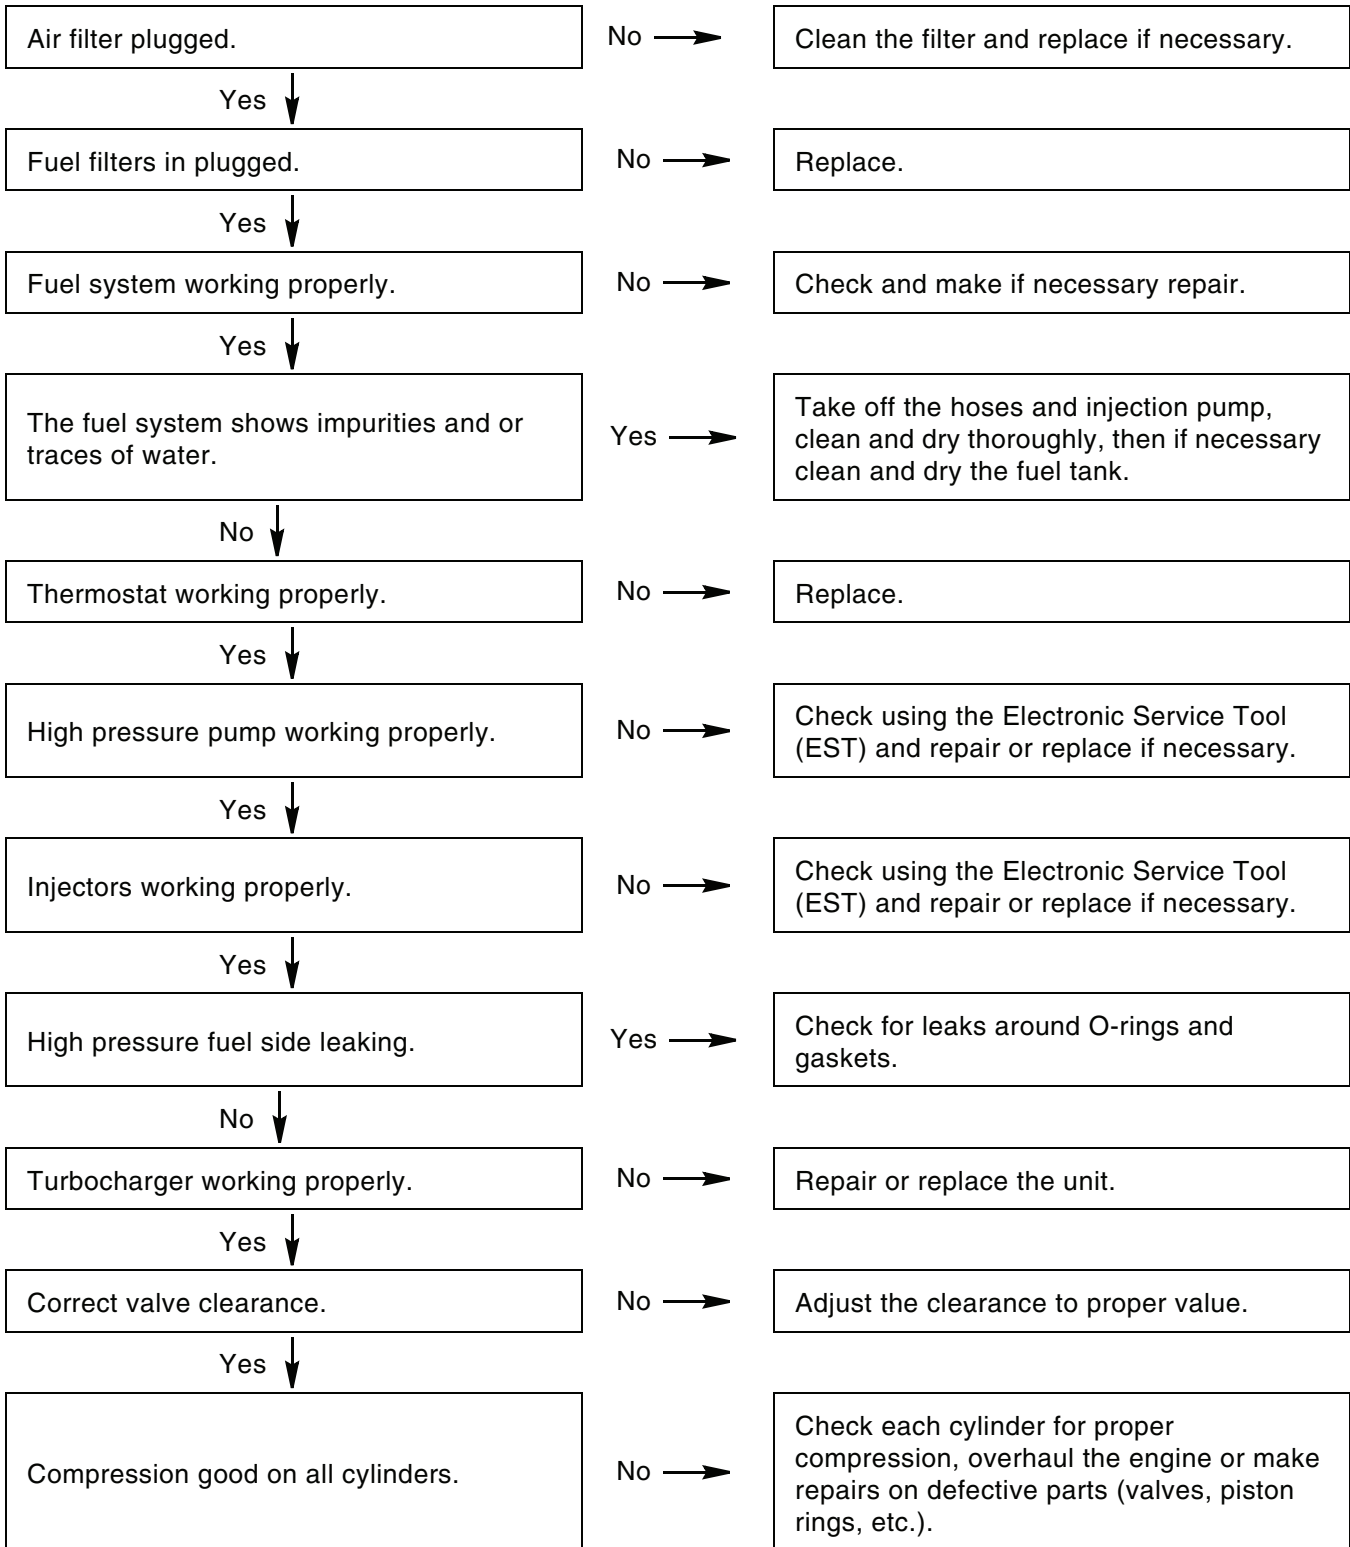 Air filter plugged.
No
Clean the filter and replace if necessary.
Yes
Fuel filters in plugged.
No
Replace.
Yes
Fuel system working properly.
No
Check and make if necessary repair.
Yes
The fuel system shows impurities and or
traces of water.
Yes
Take off the hoses and injection pump,
clean and dry thoroughly, then if necessary
clean and dry the fuel tank.
No
Thermostat working properly.
No
Replace.
Yes
High pressure pump working properly.
No
Check using the Electronic Service Tool
(EST) and repair or replace if necessary.
Yes
Injectors working properly.
No
Check using the Electronic Service Tool
(EST) and repair or replace if necessary.
Yes
High pressure fuel side leaking.
Yes
Check for leaks around O-rings and
gaskets.
No
Turbocharger working properly.
No
Repair or replace the unit.
Yes
Correct valve clearance.
No
Adjust the clearance to proper value.
Yes
Compression good on all cylinders.
No
Check each cylinder for proper
compression, overhaul the engine or make
repairs on defective parts (valves, piston
rings, etc.).